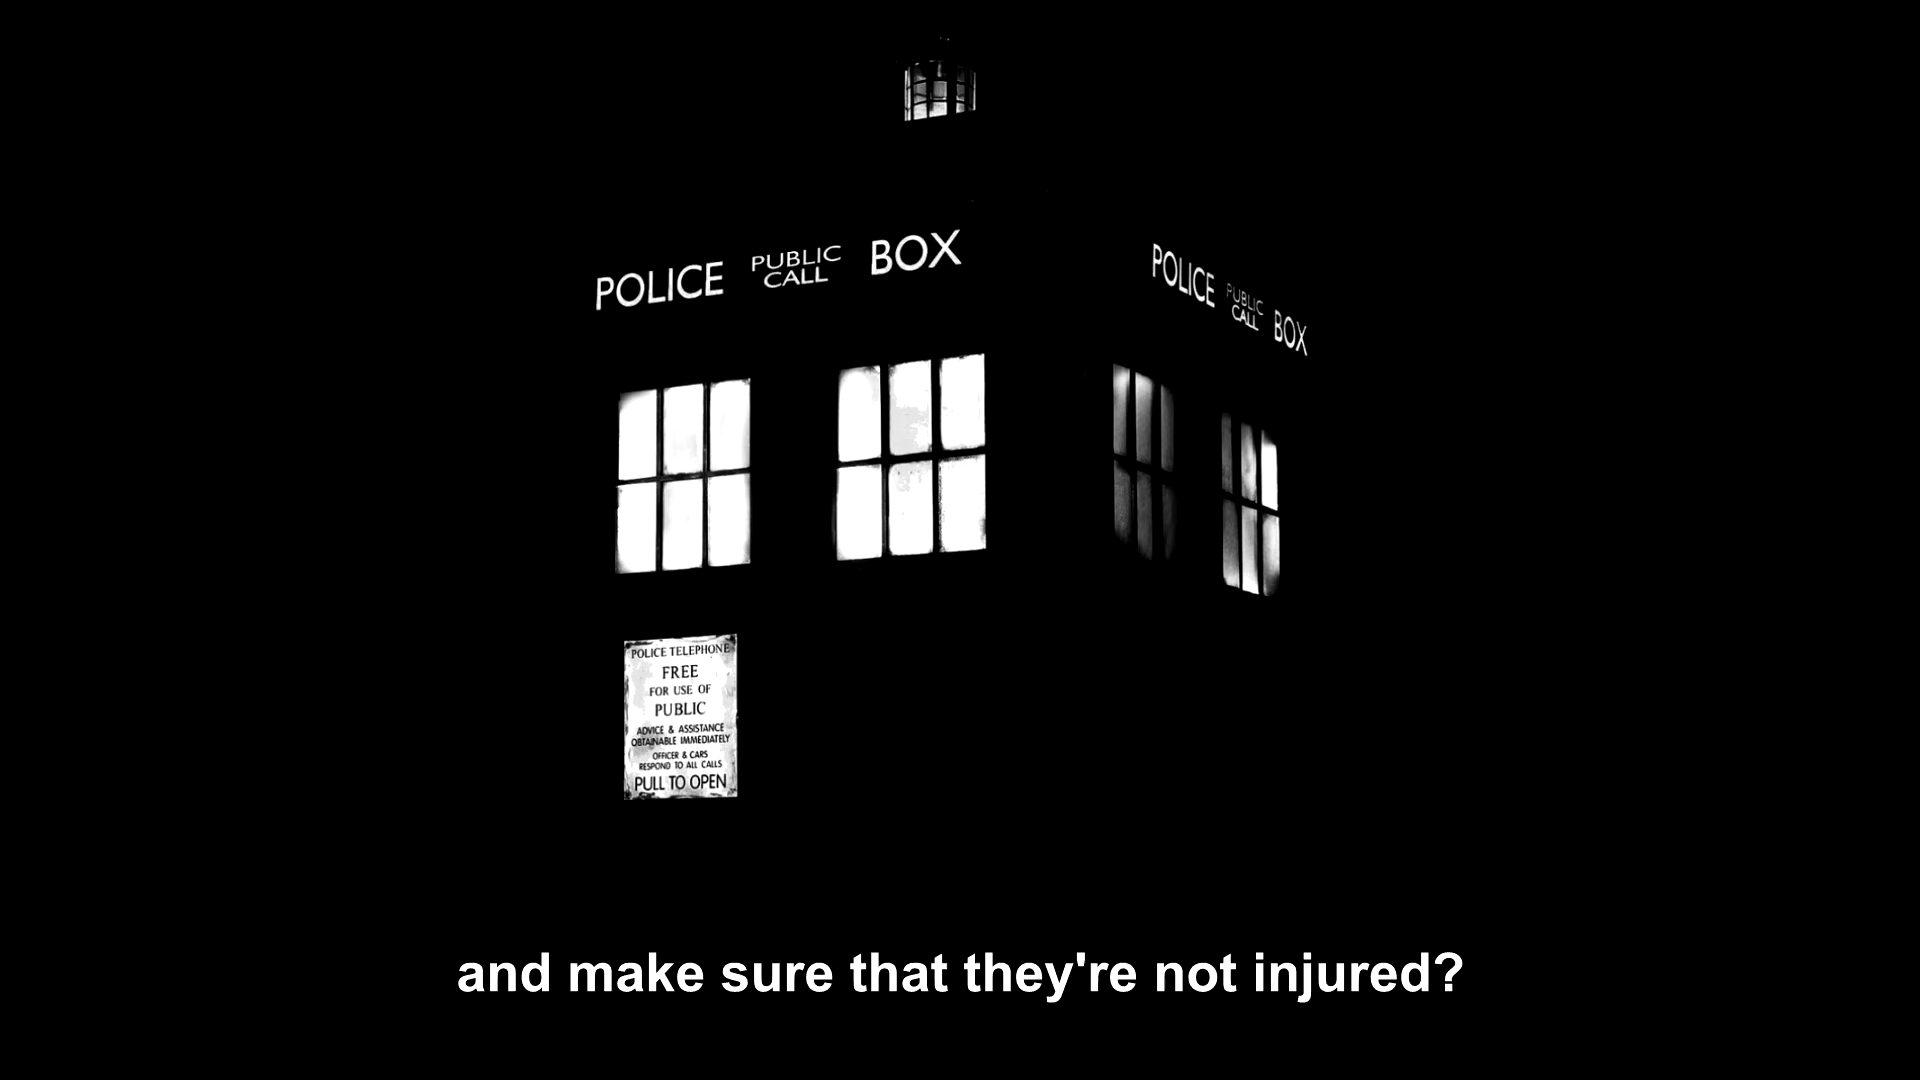 POLICE PUBLIC CALL BOX
POLICE PUBLIC CALL BOX
POLICE TELEPHONE
FREE
FOR USE OF
PUBLIC
ADVICE & ASSISTANCE
OBTAINABLE IMMEDIATELY
OFFICER & CARS
RESPOND TO ALL CALLS
PULL TO OPEN
and make sure that they're not injured?